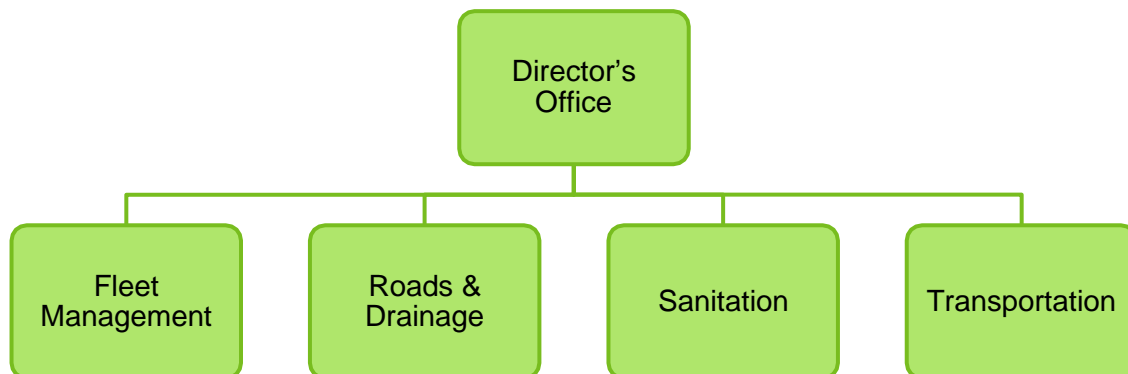 Director’s
Office
Fleet
Management
Roads &
Drainage
Sanitation
Transportation